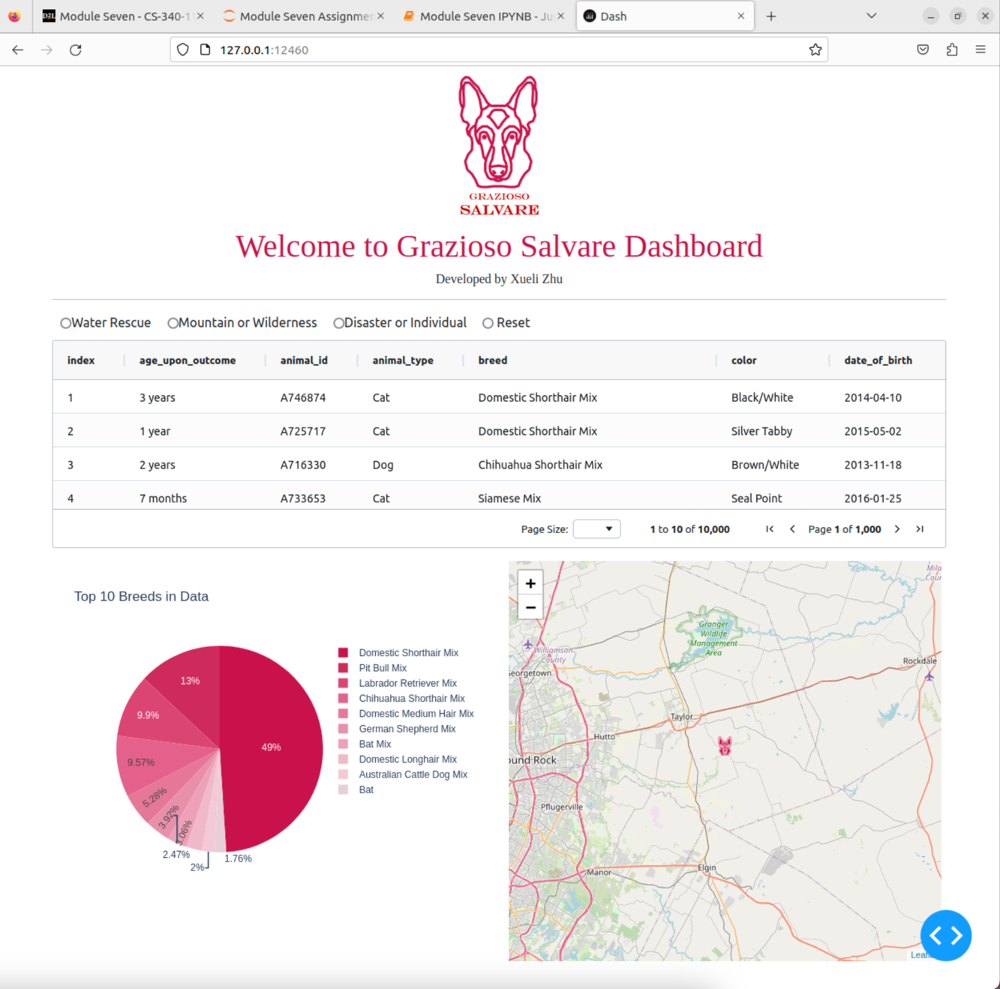 Module Seven - CS-340-1
Module Seven Assignmen
Module Seven IPYNB - Ju
Dash
127.0.0.1:12460
GRAZIOSO
SALVARE
Welcome to Grazioso Salvare Dashboard
Developed by Xueli Zhu
Water Rescue Mountain or Wilderness Disaster or Individual Reset
index age_upon_outcome animal_id animal_type breed color date_of_birth
1 3 years A746874 Cat Domestic Shorthair Mix Black/White 2014-04-10
2 1 year A725717 Cat Domestic Shorthair Mix Silver Tabby 2015-05-02
3 2 years A716330 Dog Chihuahua Shorthair Mix Brown/White 2013-11-18
4 7 months A733653 Cat Siamese Mix Seal Point 2016-01-25
Page Size: 1 to 10 of 10,000 Page 1 of 1,000
Top 10 Breeds in Data
49%
13%
9.9%
9.57%
5.28%
3.92%
3.06%
2.47%
2%
1.76%
Domestic Shorthair Mix
Pit Bull Mix
Labrador Retriever Mix
Chihuahua Shorthair Mix
Domestic Medium Hair Mix
German Shepherd Mix
Bat Mix
Domestic Longhair Mix
Australian Cattle Dog Mix
Bat
+
−
Mila
Cour
Granger
Wildlife
Management
Area
Williamson
County
Georgetown
Rockdale
Taylor
Hutto
ound Rock
Pflugerville
Manor
Elgin
Leafl